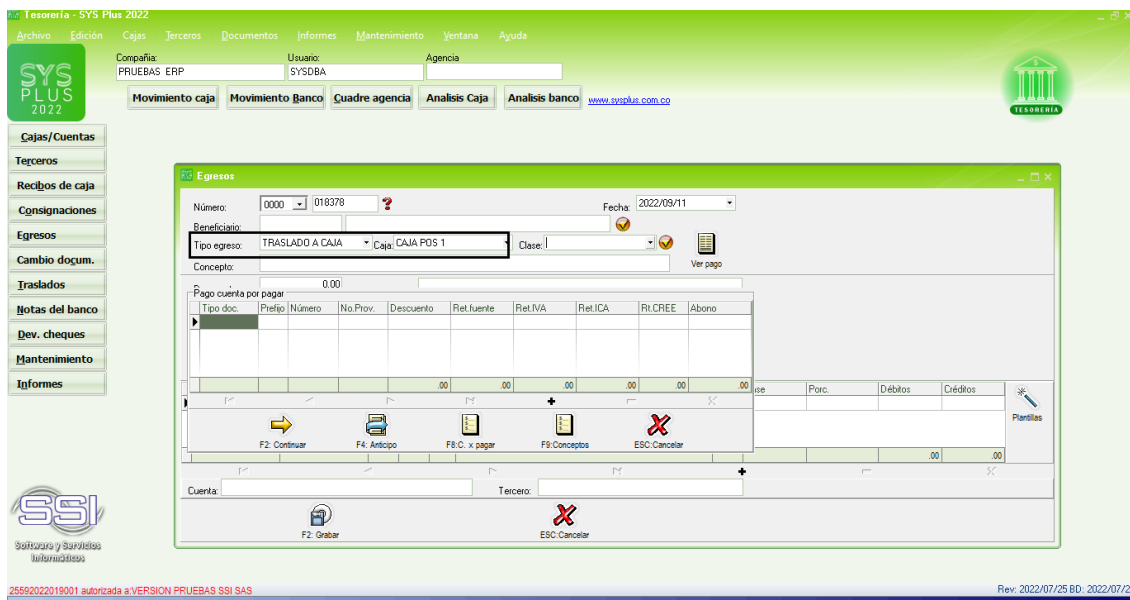 Tesorería - SYS Plus 2022
Archivo Edición Cajas Terceros Documentos Informes Mantenimiento Ventana Ayuda
SYS PLUS 2022
Compañia: Usuario: Agencia
PRUEBAS ERP SYSDBA
Movimiento caja Movimiento Banco Cuadre agencia Analisis Caja Analisis banco www.sysplus.com.co
TESORERÍA
Cajas/Cuentas
Terceros
Recibos de caja
Consignaciones
Egresos
Cambio docum.
Traslados
Notas del banco
Dev. cheques
Mantenimiento
Informes
Egresos
Número: 0000 018378 Fecha: 2022/09/11
Beneficiario:
Tipo egreso: TRASLADO A CAJA Caja: CAJA POS 1 Clase:
Ver pago
Concepto:
0.00
Pago cuenta por pagar
Tipo doc. Prefijo Número No.Prov. Descuento Ret.fuente Ret.IVA Ret.ICA Rt.CREE Abono
.00 .00 .00 .00 .00 .00
F2: Continuar F4: Anticipo F8:C. x pagar F9:Conceptos ESC:Cancelar
Porc. Débitos Créditos
Plantillas
.00 .00
Cuenta: Tercero:
F2: Grabar ESC:Cancelar
SSI
Software y Servicios
Informáticos
25592022019001 autorizada a:VERSION PRUEBAS SSI SAS Rev: 2022/07/25 BD: 2022/07/2